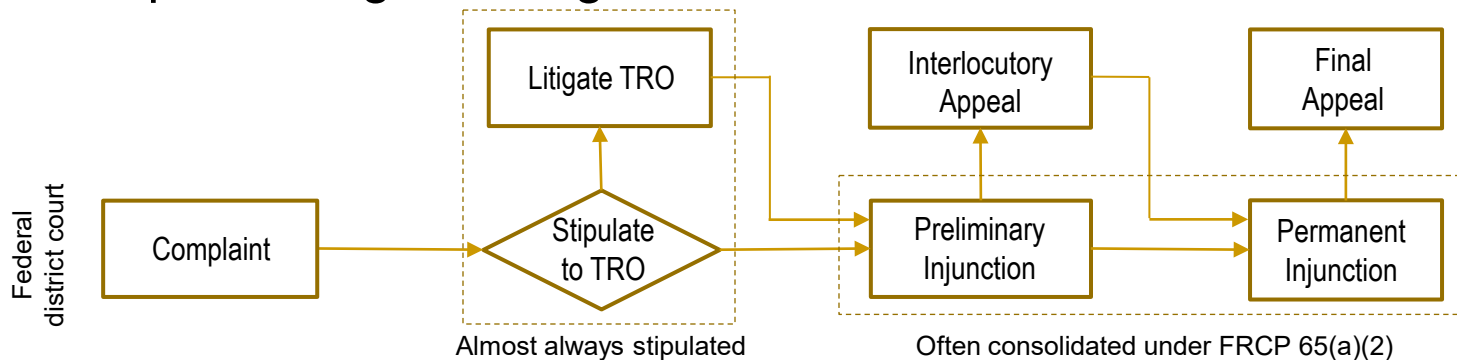 Litigate TRO
Interlocutory
Appeal
Final
Appeal
Federal
district court
Complaint
Stipulate
to TRO
Preliminary
Injunction
Permanent
Injunction
Almost always stipulated
Often consolidated under FRCP 65(a)(2)